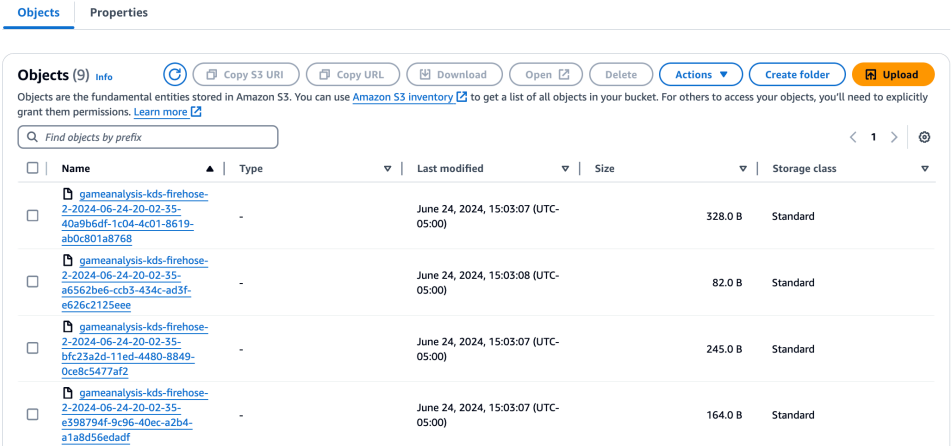 Objects
Properties
Objects (9) Info
Copy S3 URI
Copy URL
Download
Open
Delete
Actions
Create folder
Upload
Objects are the fundamental entities stored in Amazon S3. You can use Amazon S3 inventory to get a list of all objects in your bucket. For others to access your objects, you'll need to explicitly
grant them permissions. Learn more
Find objects by prefix
1
Name
Type
Last modified
Size
Storage class
gameanalysis-kds-firehose-
2-2024-06-24-20-02-35-
40a9b6df-1c04-4c01-8619-
ab0c801a8768
-
June 24, 2024, 15:03:07 (UTC-
05:00)
328.0 B
Standard
gameanalysis-kds-firehose-
2-2024-06-24-20-02-35-
a6562be6-ccb3-434c-ad3f-
e626c2125eee
-
June 24, 2024, 15:03:08 (UTC-
05:00)
82.0 B
Standard
gameanalysis-kds-firehose-
2-2024-06-24-20-02-35-
bfc23a2d-11ed-4480-8849-
0ce8c5477af2
-
June 24, 2024, 15:03:07 (UTC-
05:00)
245.0 B
Standard
gameanalysis-kds-firehose-
2-2024-06-24-20-02-35-
e398794f-9c96-40ec-a2b4-
a1a8d56edadf
-
June 24, 2024, 15:03:07 (UTC-
05:00)
164.0 B
Standard